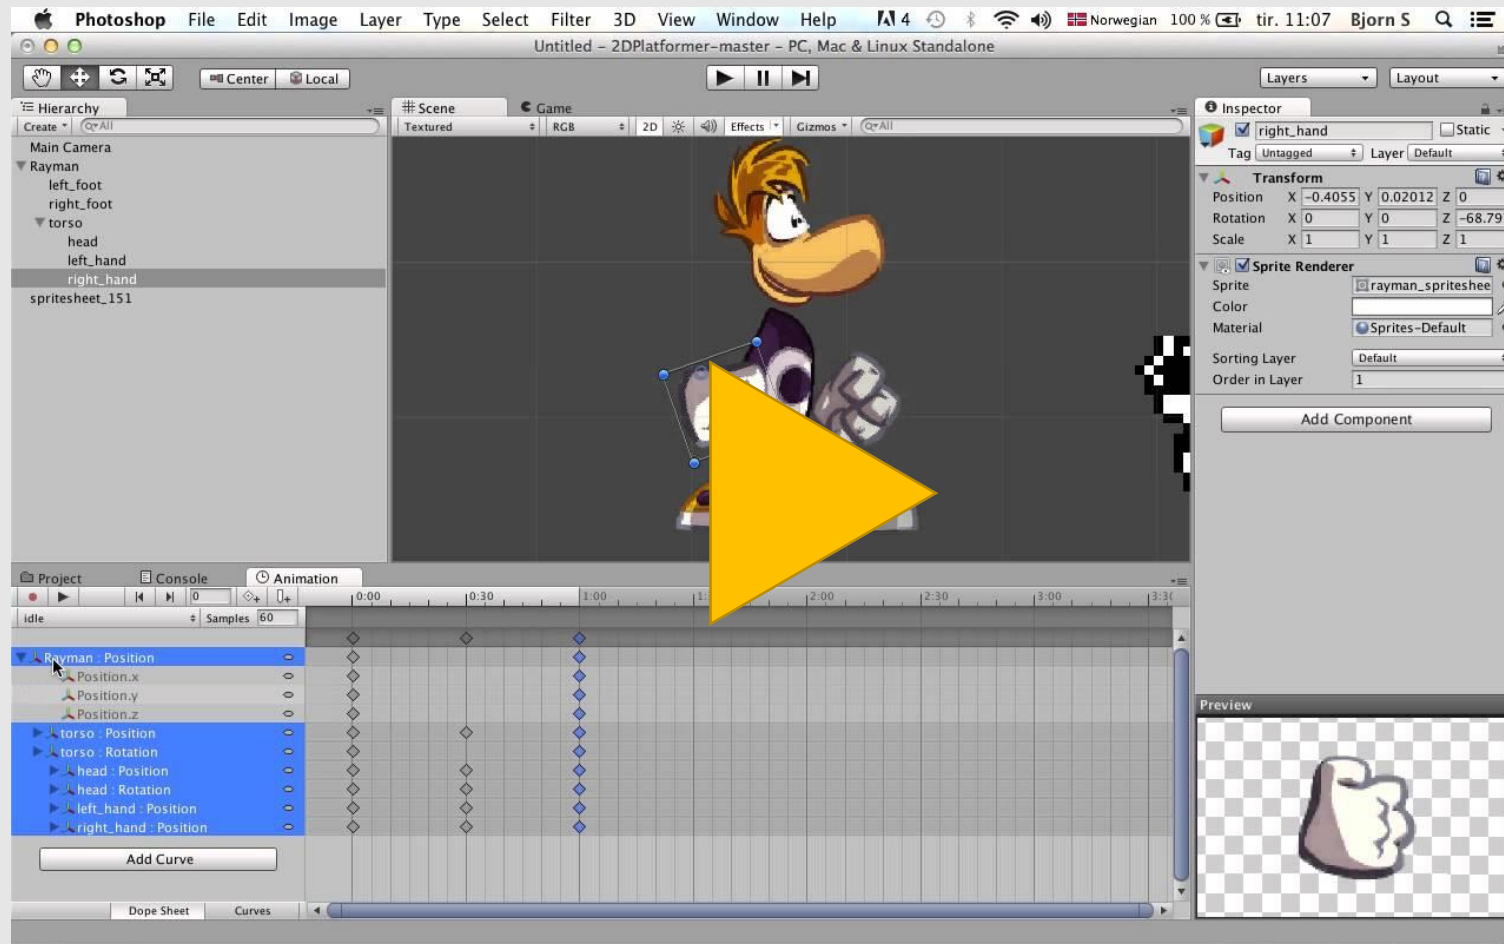 Photoshop File Edit Image Layer Type Select Filter 3D View Window Help 4 Norwegian 100 % tir. 11:07 Bjorn S
Untitled – 2DPlatformer-master – PC, Mac & Linux Standalone
Center Local Layers Layout
Hierarchy
Create All
Main Camera
Rayman
left_foot
right_foot
torso
head
left_hand
right_hand
spritesheet_151
Scene Game
Textured RGB 2D Effects Gizmos All
Inspector
right_hand Static
Tag Untagged Layer Default
Transform
Position X -0.4055 Y 0.02012 Z 0
Rotation X 0 Y 0 Z -68.79
Scale X 1 Y 1 Z 1
Sprite Renderer
Sprite rayman_spriteshee
Color
Material Sprites-Default
Sorting Layer Default
Order in Layer 1
Add Component
Project Console Animation
0 0:00 0:30 1:00 2:00 2:30 3:00
idle Samples 60
Rayman : Position
Position.x
Position.y
Position.z
torso : Position
torso : Rotation
head : Position
head : Rotation
left_hand : Position
right_hand : Position
Add Curve
Dope Sheet Curves
Preview